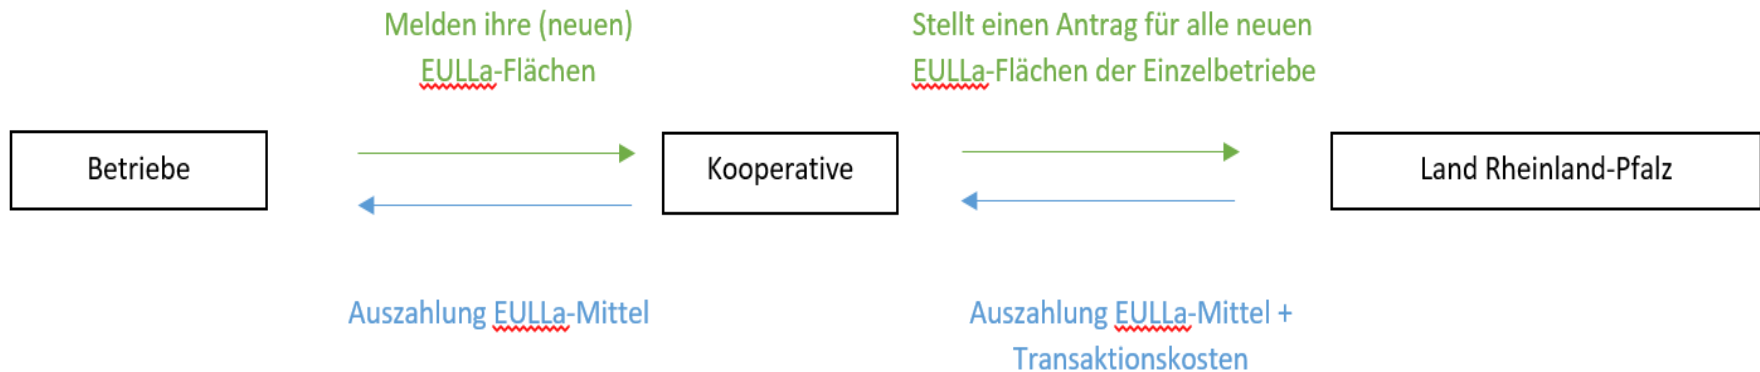 Melden ihre (neuen)
EULLa-Flächen
Stellt einen Antrag für alle neuen
EULLa-Flächen der Einzelbetriebe
Betriebe
Kooperative
Land Rheinland-Pfalz
Auszahlung EULLa-Mittel
Auszahlung EULLa-Mittel +
Transaktionskosten